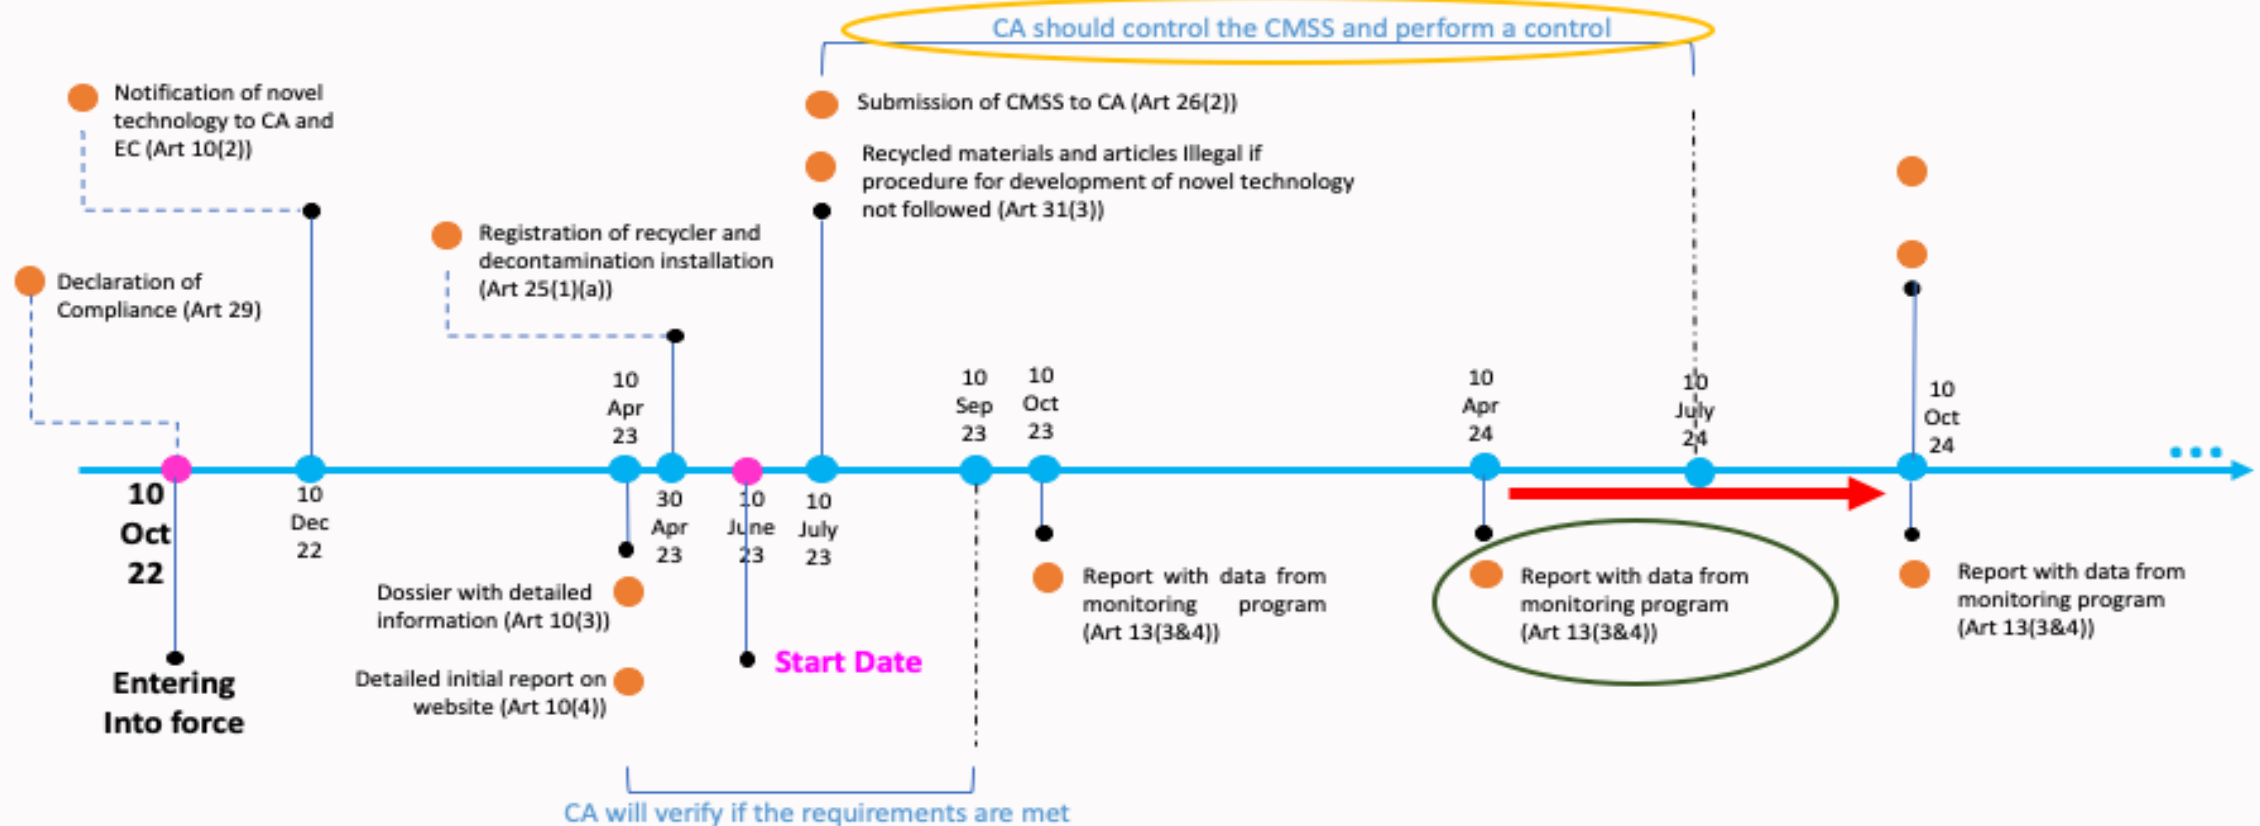 CA should control the CMSS and perform a control
Notification of novel
technology to CA and
EC (Art 10(2))
Submission of CMSS to CA (Art 26(2))
Recycled materials and articles Illegal if
procedure for development of novel technology
not followed (Art 31(3))
Registration of recycler and
decontamination installation
(Art 25(1)(a))
Declaration of
Compliance (Art 29)
10
Apr
23
10
Sep
23
10
Oct
23
10
Apr
24
10
July
24
10
Oct
24
...
10
Oct
22
10
Dec
22
30
Apr
23
10
June
23
10
July
23
Entering
Into force
Dossier with detailed
information (Art 10(3))
Detailed initial report on
website (Art 10(4))
Start Date
Report with data from
monitoring program
(Art 13(3&4))
Report with data from
monitoring program
(Art 13(3&4))
Report with data from
monitoring program
(Art 13(3&4))
CA will verify if the requirements are met